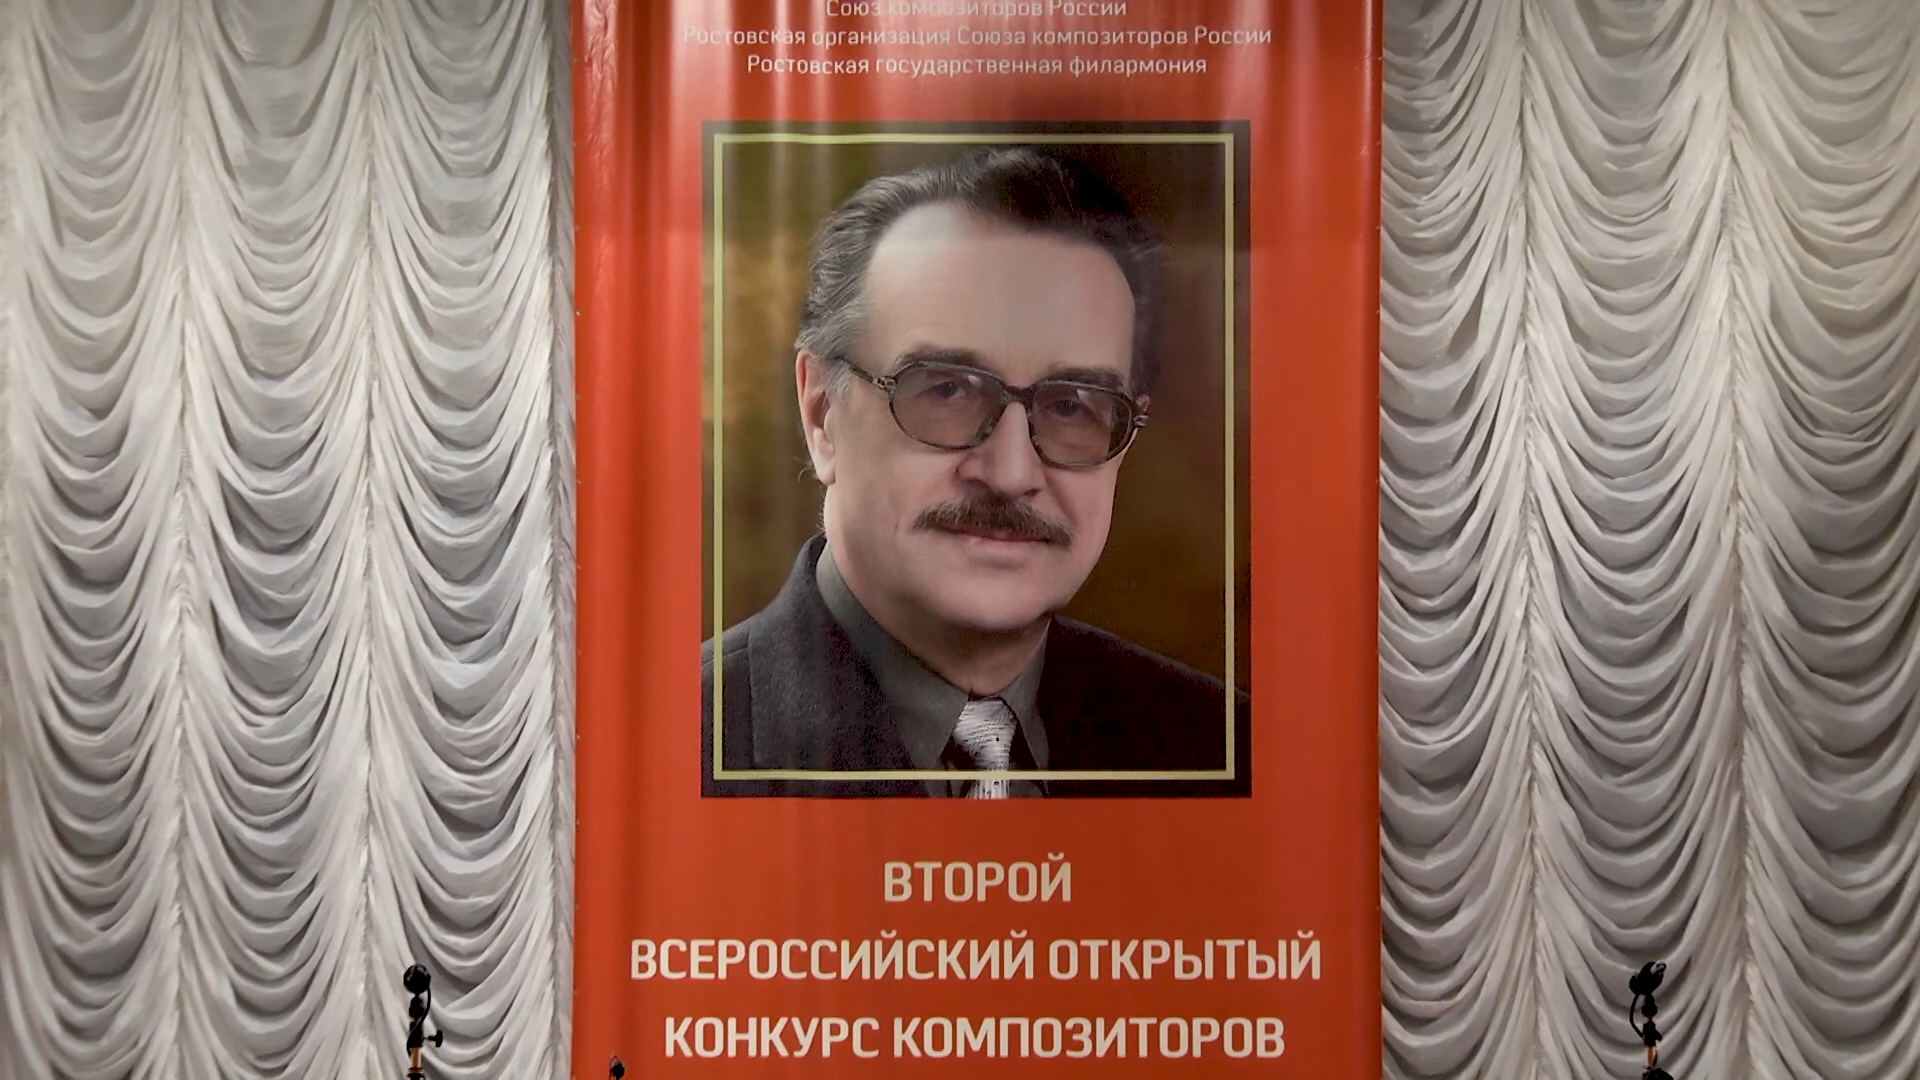 Союз композиторов России
Ростовская организация Союза композиторов России
Ростовская государственная филармония
ВТОРОЙ
ВСЕРОССИЙСКИЙ ОТКРЫТЫЙ
КОНКУРС КОМПОЗИТОРОВ